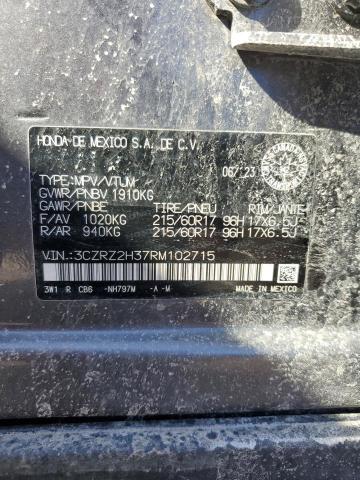 HONDA DE MEXICO S.A. DE C.V.
06/23
TYPE: MPV/VTUM
GVWR/PNBV 1910KG
GAWR/PNBE TIRE/PNEU RIM/JANTE
F/AV 1020KG 215/60R17 96H 17X6.5J
R/AR 940KG 215/60R17 96H 17X6.5J
V.I.N.: 3CZRZ2H37RM102715
3W1 R CB6 -NH797M -A -M
MADE IN MEXICO
CANADA